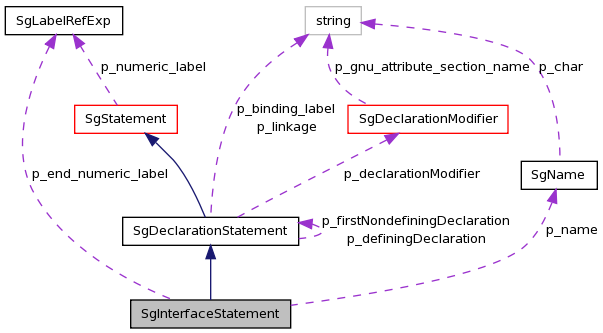 SgLabelRefExp
string
p_numeric_label
p_gnu_attribute_section_name
p_char
SgStatement
p_binding_label
p_linkage
SgDeclarationModifier
p_end_numeric_label
p_declarationModifier
SgName
SgDeclarationStatement
p_firstNondefiningDeclaration
p_definingDeclaration
p_name
SgInterfaceStatement